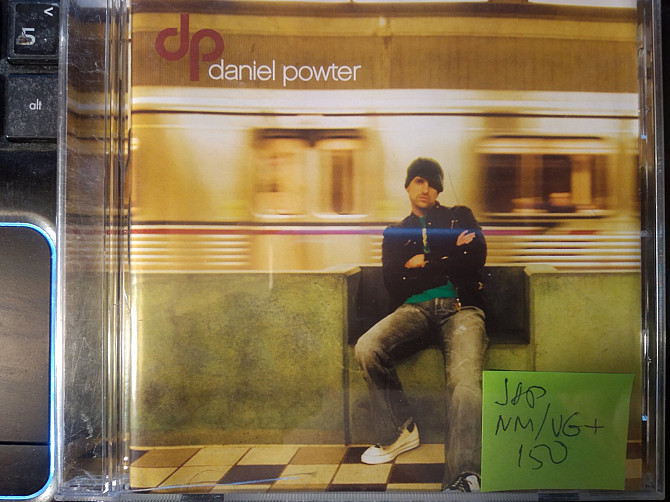 <
5
alt
dp
daniel powter
JAP
NM/VG+
150